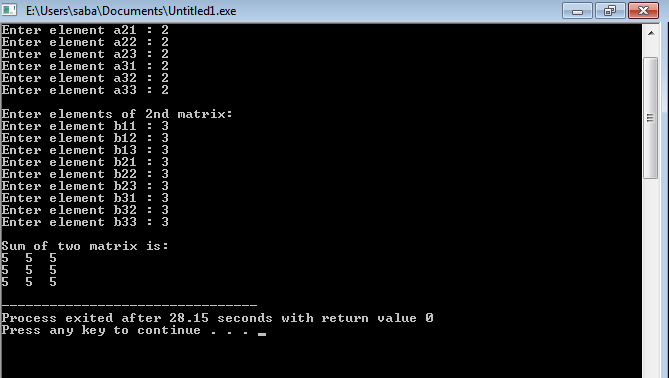 E:\Users\saba\Documents\Untitled1.exe
Enter element a21 : 2
Enter element a22 : 2
Enter element a23 : 2
Enter element a31 : 2
Enter element a32 : 2
Enter element a33 : 2
Enter elements of 2nd matrix:
Enter element b11 : 3
Enter element b12 : 3
Enter element b13 : 3
Enter element b21 : 3
Enter element b22 : 3
Enter element b23 : 3
Enter element b31 : 3
Enter element b32 : 3
Enter element b33 : 3
Sum of two matrix is:
5  5  5
5  5  5
5  5  5
--------------------------------
Process exited after 28.15 seconds with return value 0
Press any key to continue . . . _